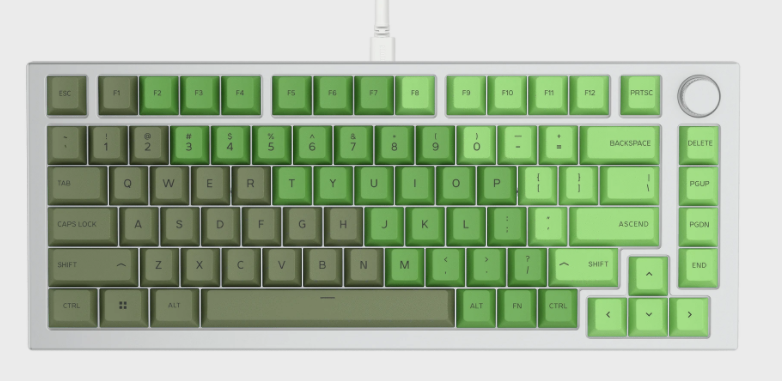 ESC F1 F2 F3 F4 F5 F6 F7 F8 F9 F10 F11 F12 PRTSC
! @ # $ % ^ & * ( ) — +
1 2 3 4 5 6 7 8 9 0 - = BACKSPACE DELETE
TAB Q W E R T Y U I O P { } | PGUP
[ ] \
CAPS LOCK A S D F G H J K L : " ASCEND PGDN
; '
SHIFT Z X C V B N M < > ? SHIFT END
, . /
CTRL ALT ALT FN CTRL < >